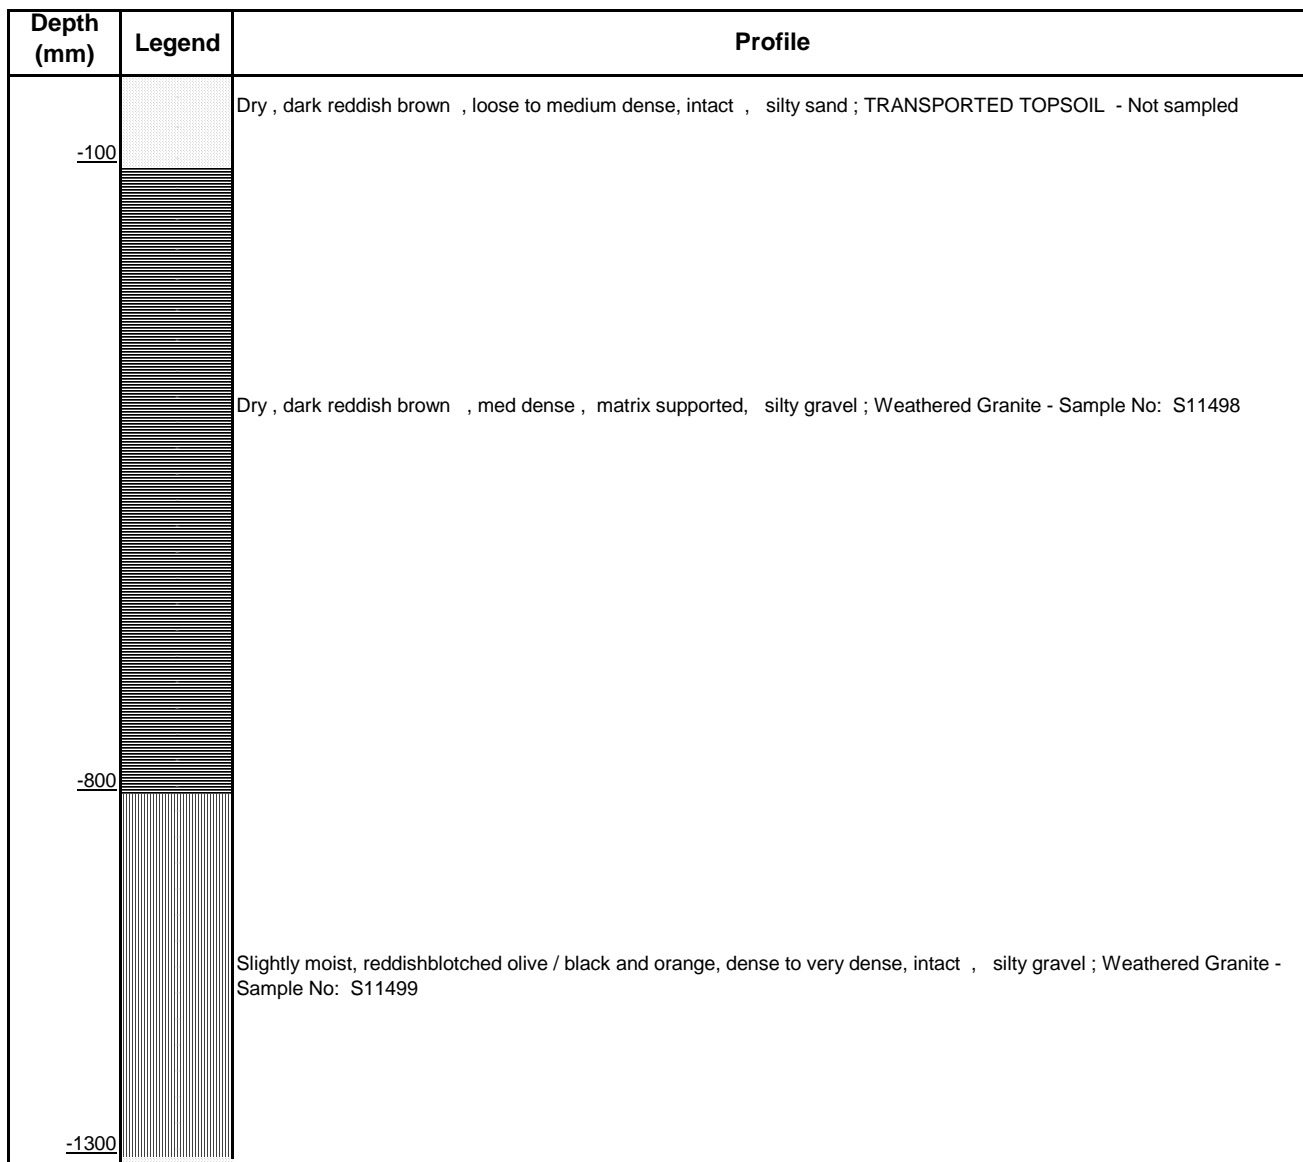 Depth (mm) Legend Profile
Dry , dark reddish brown , loose to medium dense, intact , silty sand ; TRANSPORTED TOPSOIL - Not sampled
-100
Dry , dark reddish brown , med dense , matrix supported, silty gravel ; Weathered Granite - Sample No: S11498
-800
Slightly moist, reddishblotched olive / black and orange, dense to very dense, intact , silty gravel ; Weathered Granite -
Sample No: S11499
-1300